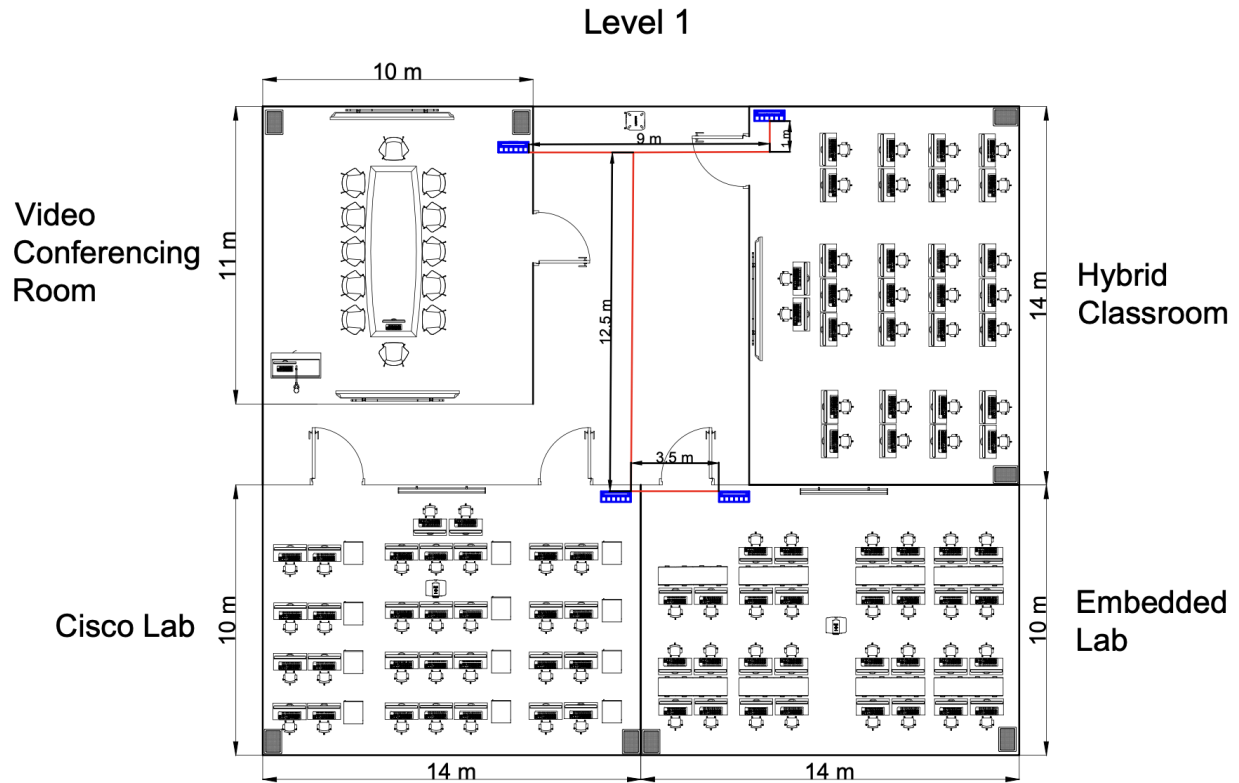 Level 1
10 m
9 m
1 m
Video
Conferencing
Room
11 m
12.5 m
14 m
Hybrid
Classroom
3.5 m
Cisco Lab
10 m
10 m
Embedded
Lab
14 m
14 m